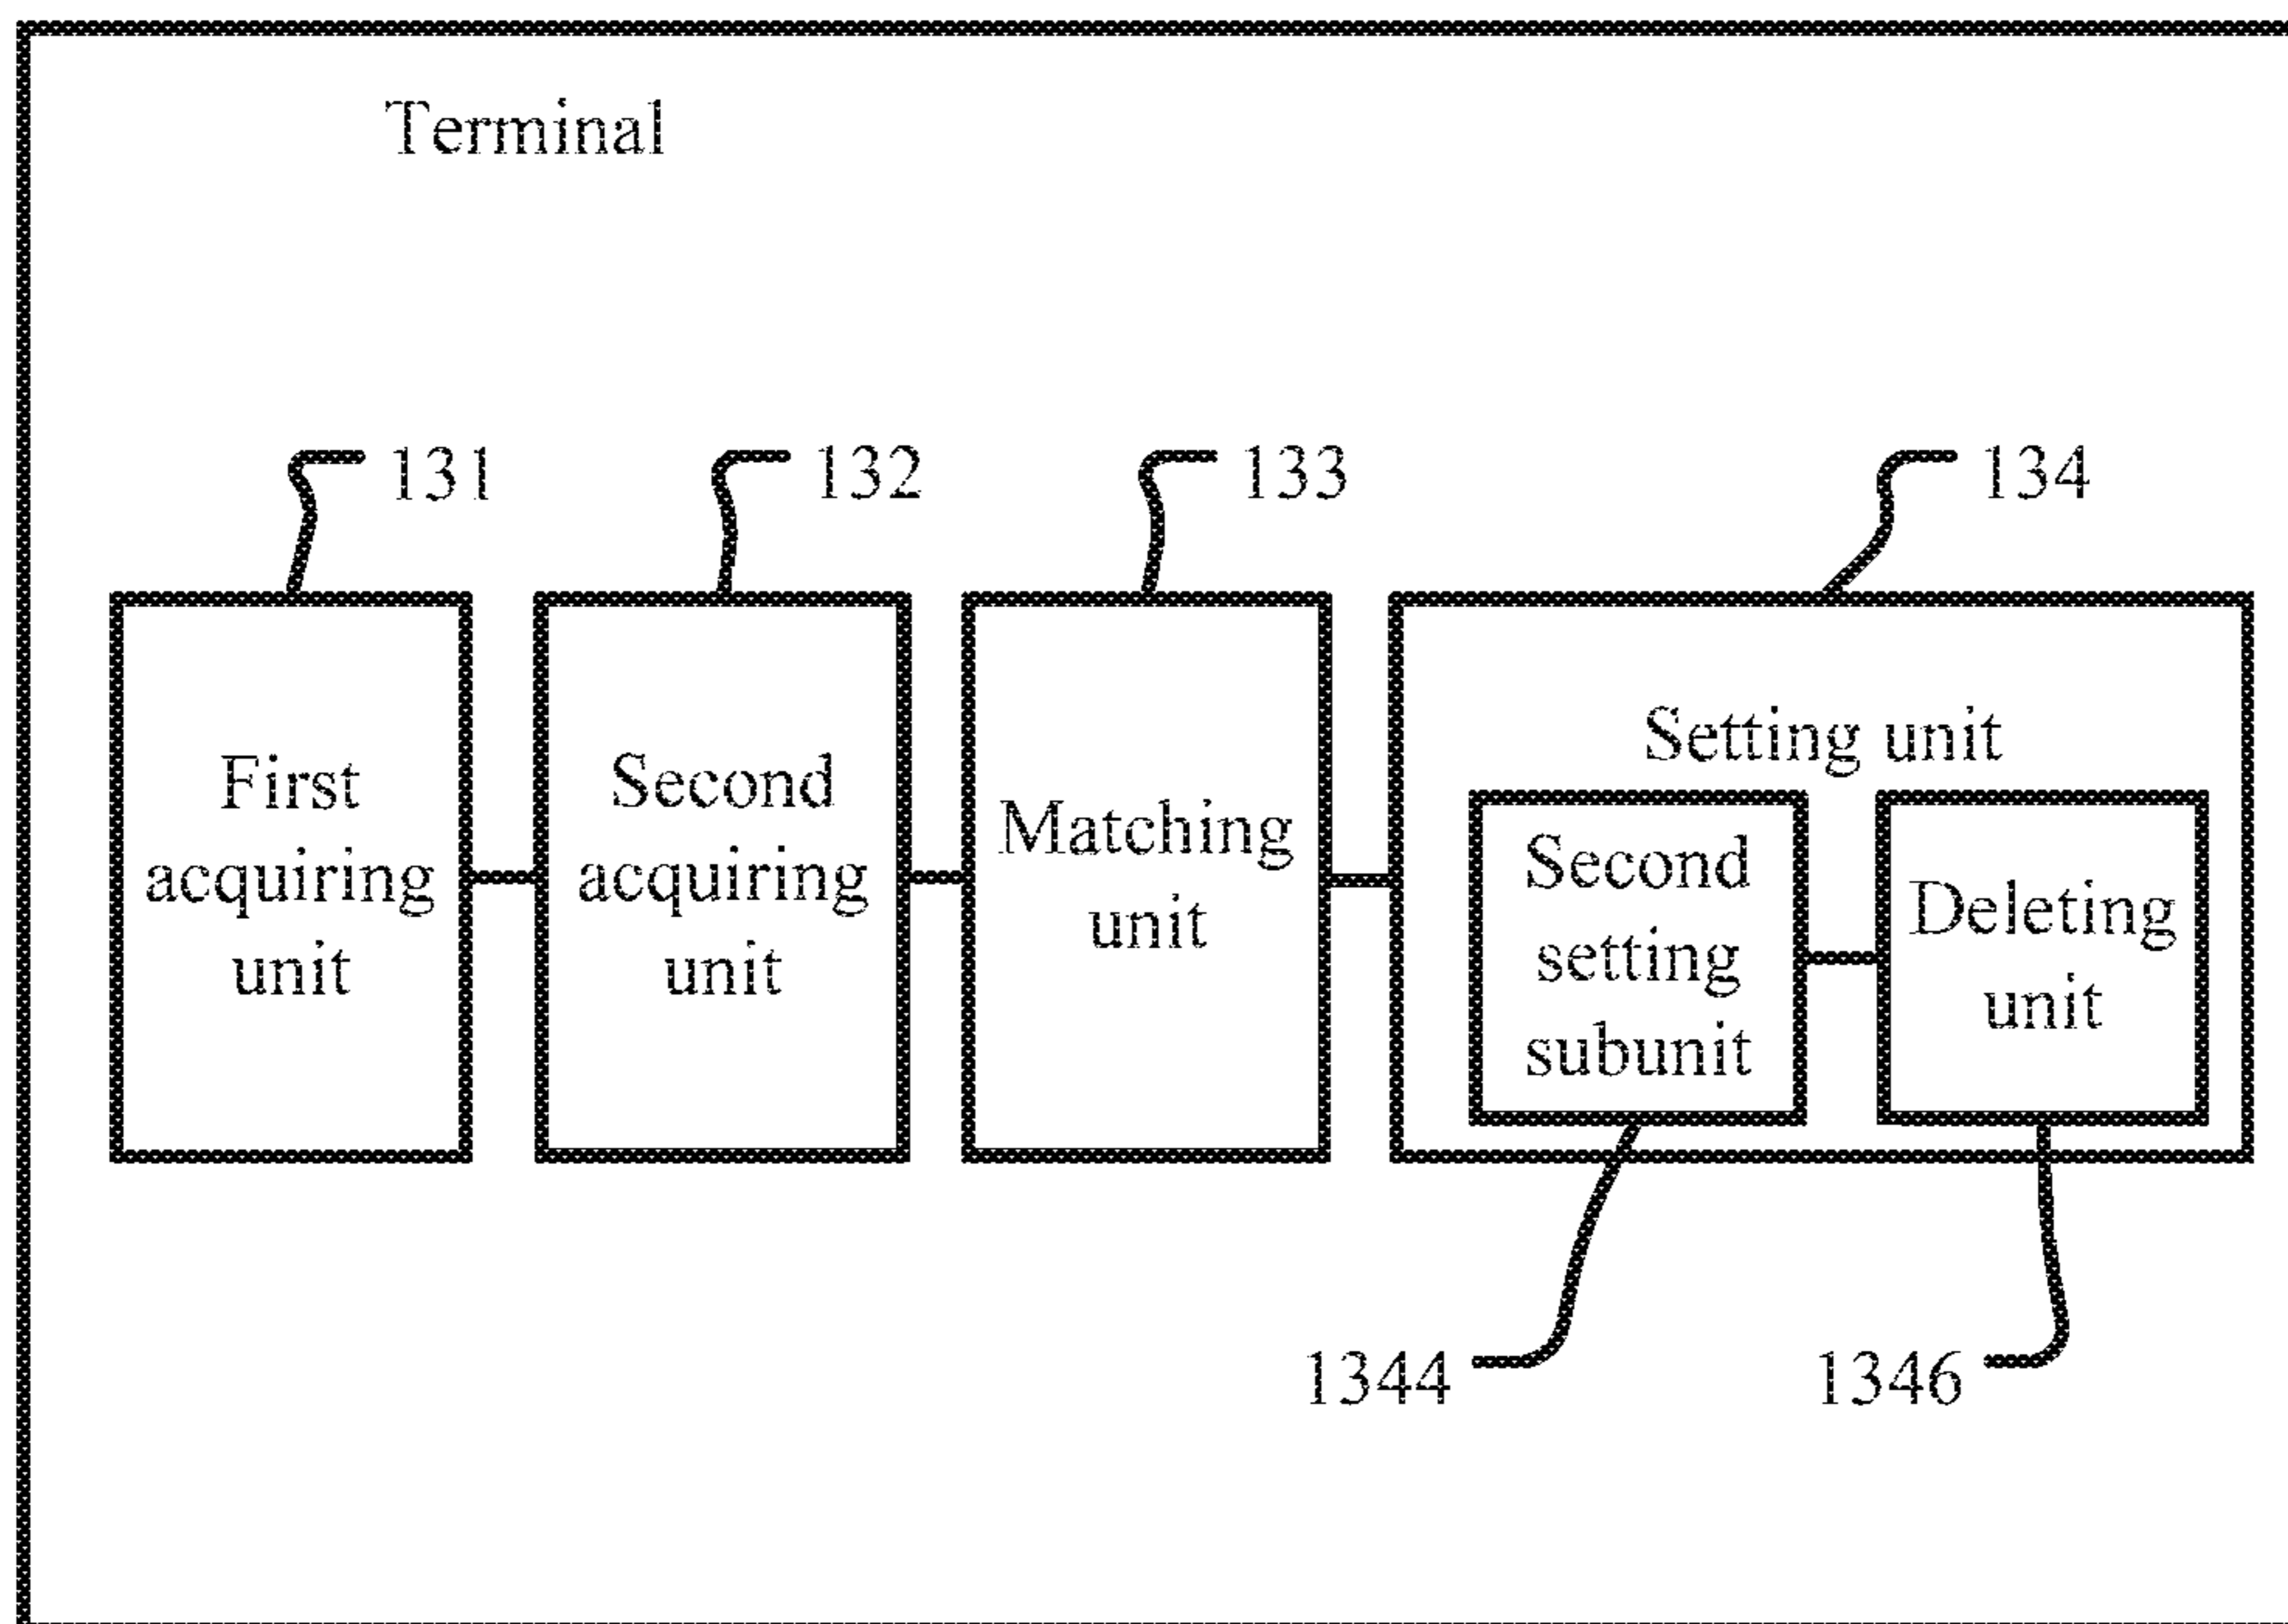 Terminal
131
132
133
134
First
acquiring
unit
Second
acquiring
unit
Matching
unit
Setting unit
Second
setting
subunit
Deleting
unit
1344
1346